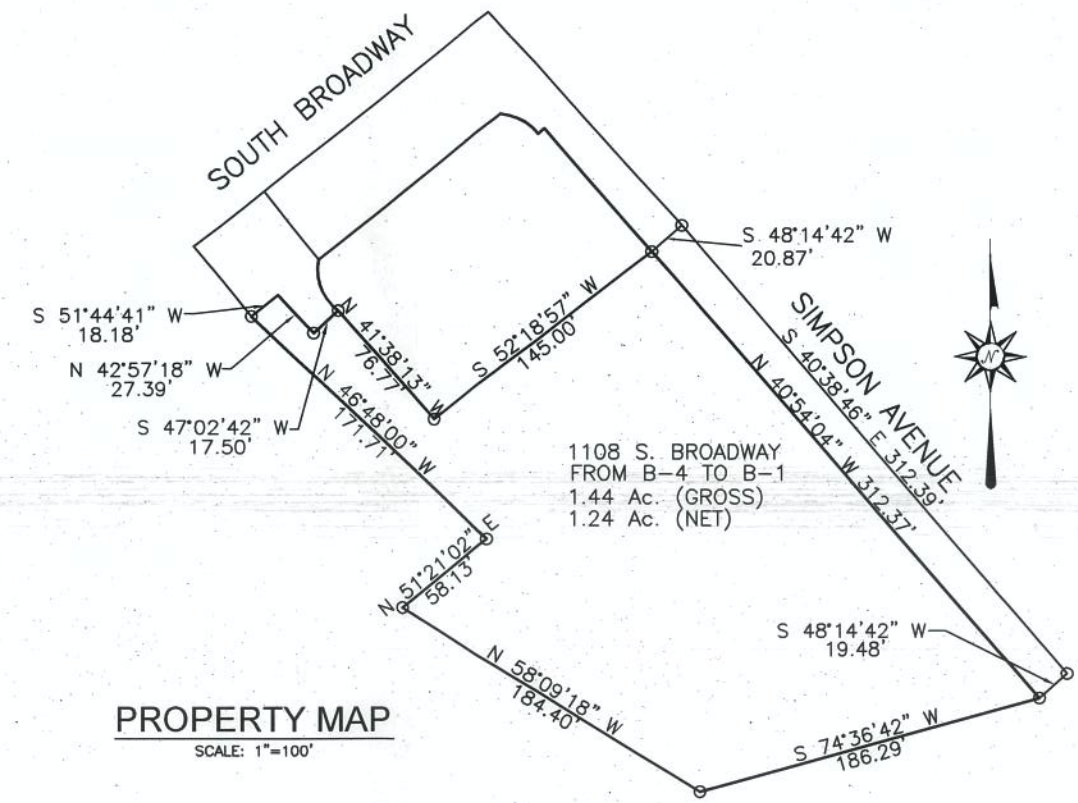 SOUTH BROADWAY
S 48°14'42" W
20.87'
S 51°44'41" W
18.18'
N 42°57'18" W
27.39'
S 47°02'42" W
17.50'
N 41°38'13" W
76.77'
S 52°18'57" W
145.00'
SIMPSON AVENUE
S 40°38'46" E 312.39'
N 40°54'04" W 312.37'
N 46°48'00" W
171.71'
N
1108 S. BROADWAY
FROM B-4 TO B-1
1.44 Ac. (GROSS)
1.24 Ac. (NET)
N 51°21'02" E
58.13'
S 48°14'42" W
19.48'
N 58°09'18" W
184.40'
S 74°36'42" W
186.29'
PROPERTY MAP
SCALE: 1"=100'